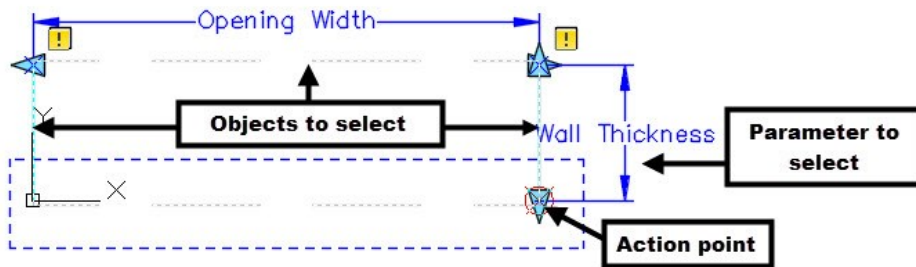 Opening Width
!
!
Objects to select
Y
Wall Thickness
Parameter to
select
X
Action point